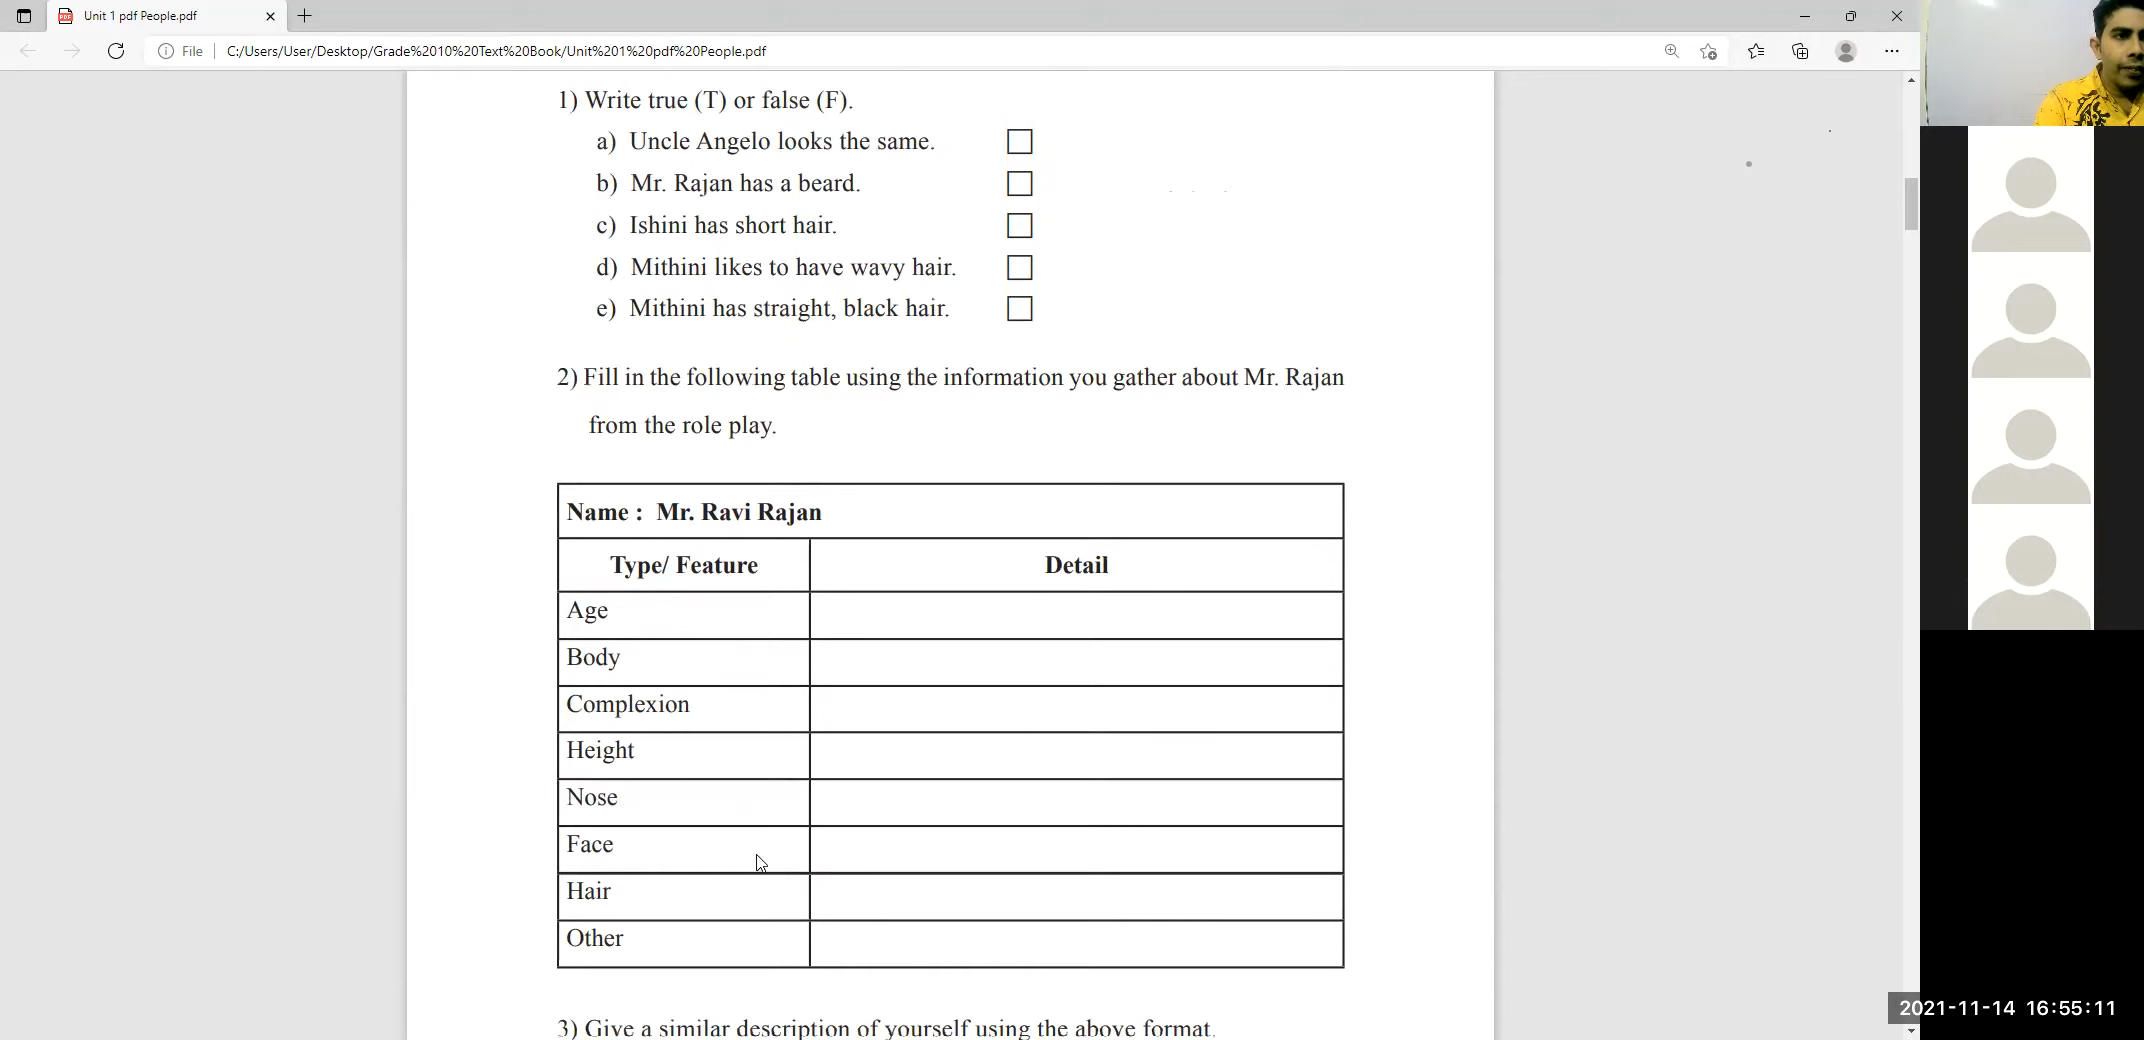 Unit 1 pdf People.pdf
File
C:/Users/User/Desktop/Grade%2010%20Text%20Book/Unit%201%20pdf%20People.pdf
1) Write true (T) or false (F).
a) Uncle Angelo looks the same.
b) Mr. Rajan has a beard.
c) Ishini has short hair.
d) Mithini likes to have wavy hair.
e) Mithini has straight, black hair.
2) Fill in the following table using the information you gather about Mr. Rajan
from the role play.
Name : Mr. Ravi Rajan
Type/ Feature Detail
Age
Body
Complexion
Height
Nose
Face
Hair
Other
3) Give a similar description of yourself using the above format.
2021-11-14 16:55:11